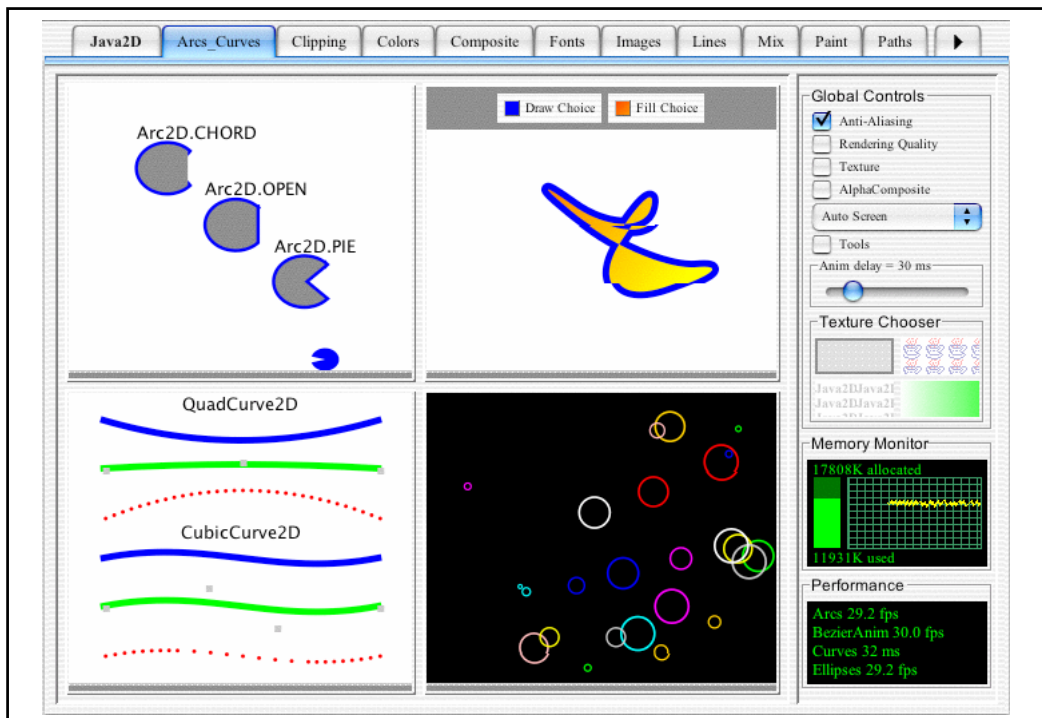 Java2D Arcs_Curves Clipping Colors Composite Fonts Images Lines Mix Paint Paths
Arc2D.CHORD
Arc2D.OPEN
Arc2D.PIE
Draw Choice Fill Choice
QuadCurve2D
CubicCurve2D
Global Controls
Anti-Aliasing
Rendering Quality
Texture
AlphaComposite
Auto Screen
Tools
Anim delay = 30 ms
Texture Chooser
Java2DJava2D
Java2DJava2D
Memory Monitor
17808K allocated
11931K used
Performance
Arcs 29.2 fps
BezierAnim 30.0 fps
Curves 32 ms
Ellipses 29.2 fps